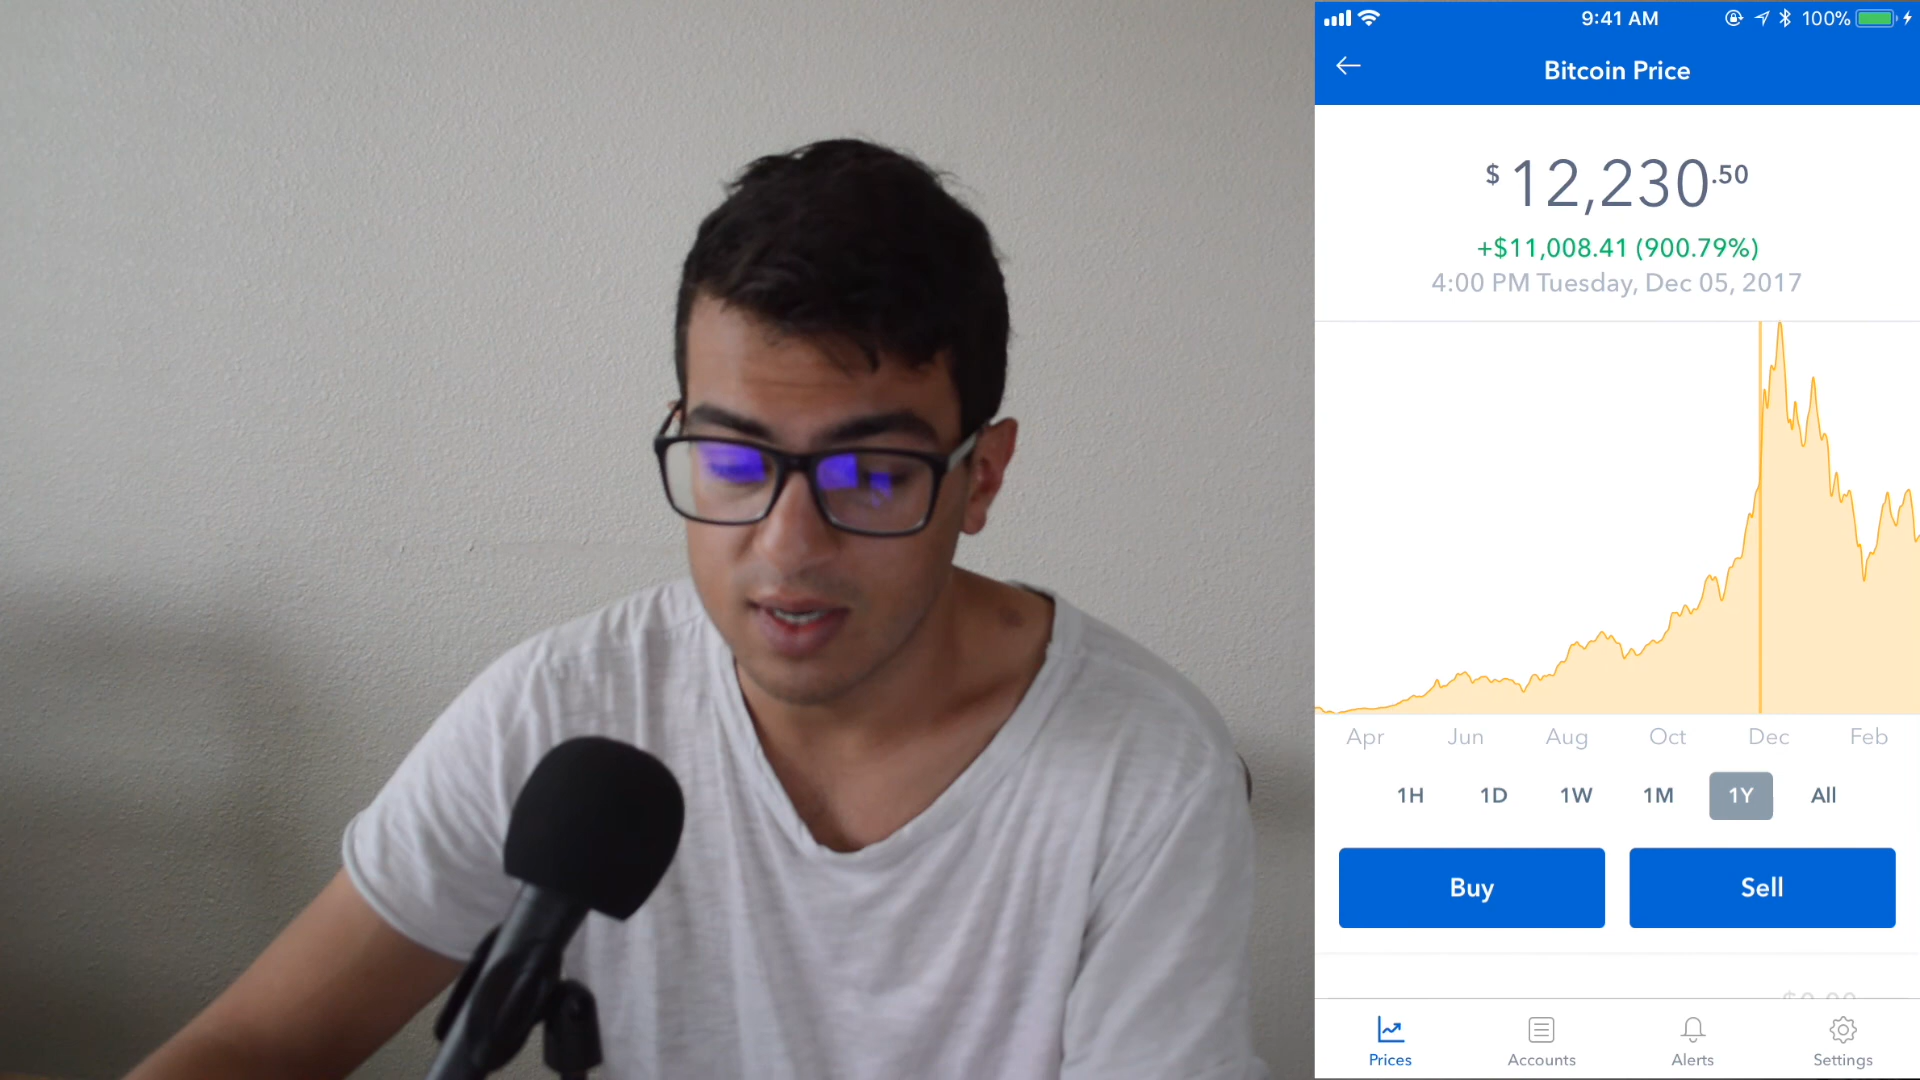 9:41 AM
100%
Bitcoin Price
$ 12,230.50
+$11,008.41 (900.79%)
4:00 PM Tuesday, Dec 05, 2017
Apr Jun Aug Oct Dec Feb
1H 1D 1W 1M 1Y All
Buy Sell
Prices Accounts Alerts Settings